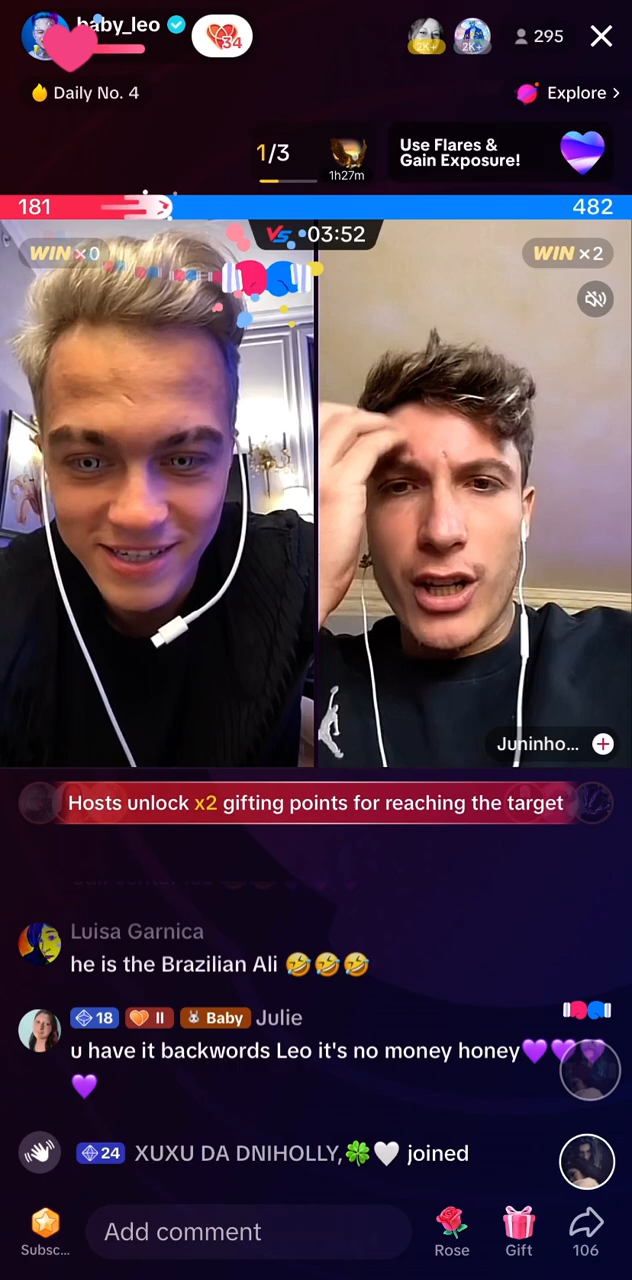 baby_leo
34
2K+
2K+
295
Daily No. 4
Explore >
1/3
1h27m
Use Flares &
Gain Exposure!
181
482
WIN x0
VS 03:52
WIN x2
Juninho...
Hosts unlock x2 gifting points for reaching the target
Luisa Garnica
he is the Brazilian Ali 🤣🤣🤣
18 II Baby Julie
u have it backwords Leo it's no money honey💜💜💜
💜
24 XUXU DA DNIHOLLY,🍀🤍 joined
Subsc...
Add comment
Rose
Gift
106